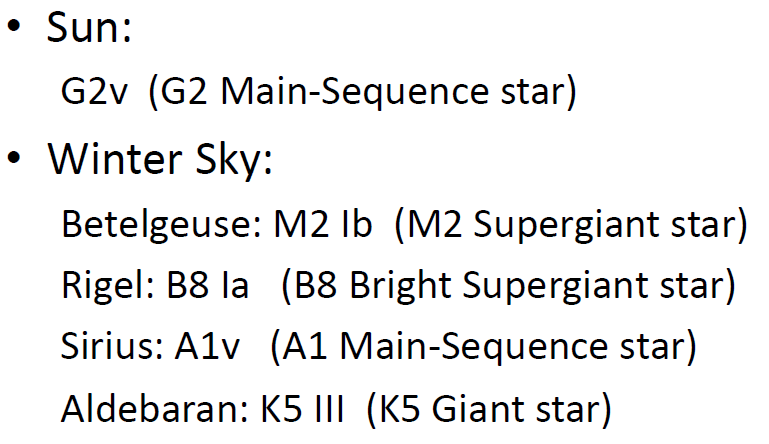 • Sun:
G2v (G2 Main-Sequence star)
• Winter Sky:
Betelgeuse: M2 Ib (M2 Supergiant star)
Rigel: B8 Ia (B8 Bright Supergiant star)
Sirius: A1v (A1 Main-Sequence star)
Aldebaran: K5 III (K5 Giant star)